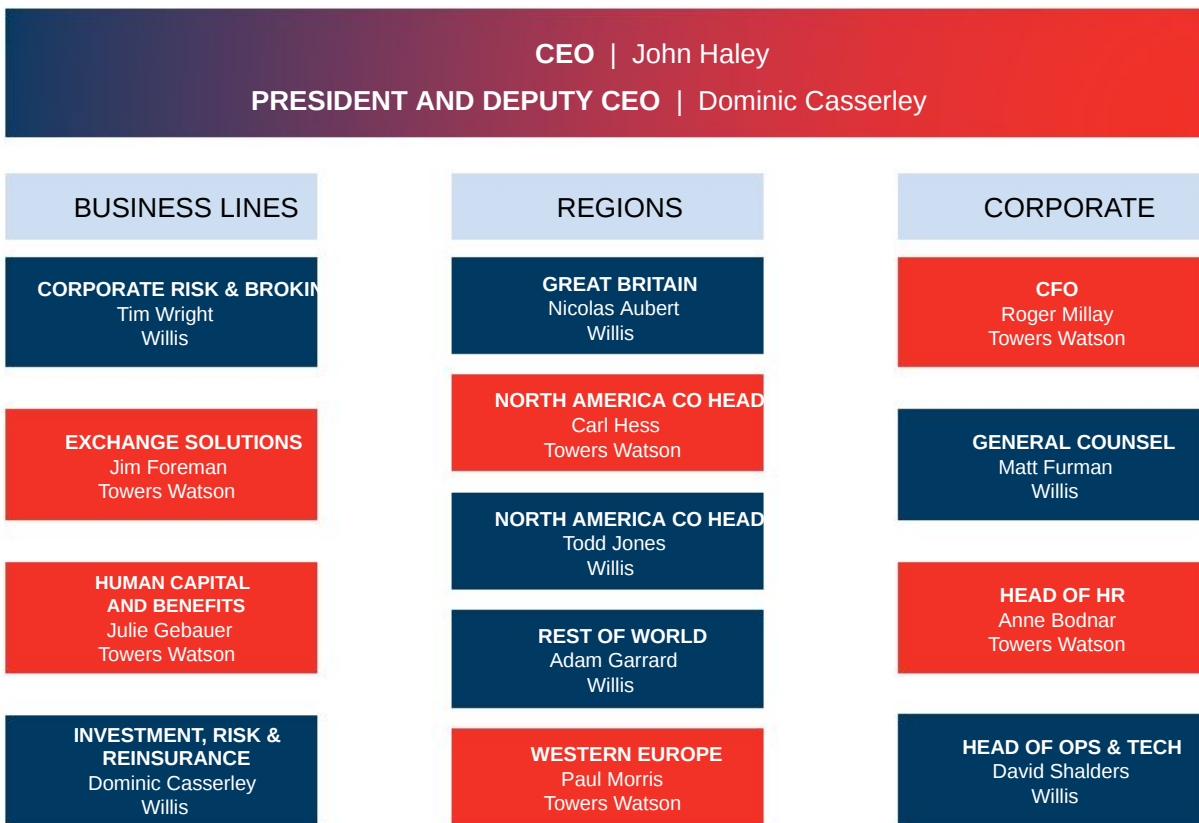 CEO | John Haley
PRESIDENT AND DEPUTY CEO | Dominic Casserley
BUSINESS LINES
CORPORATE RISK & BROKIN
Tim Wright
Willis
EXCHANGE SOLUTIONS
Jim Foreman
Towers Watson
HUMAN CAPITAL
AND BENEFITS
Julie Gebauer
Towers Watson
INVESTMENT, RISK &
REINSURANCE
Dominic Casserley
Willis
REGIONS
GREAT BRITAIN
Nicolas Aubert
Willis
NORTH AMERICA CO HEAD
Carl Hess
Towers Watson
NORTH AMERICA CO HEAD
Todd Jones
Willis
REST OF WORLD
Adam Garrard
Willis
WESTERN EUROPE
Paul Morris
Towers Watson
CORPORATE
CFO
Roger Millay
Towers Watson
GENERAL COUNSEL
Matt Furman
Willis
HEAD OF HR
Anne Bodnar
Towers Watson
HEAD OF OPS & TECH
David Shalders
Willis